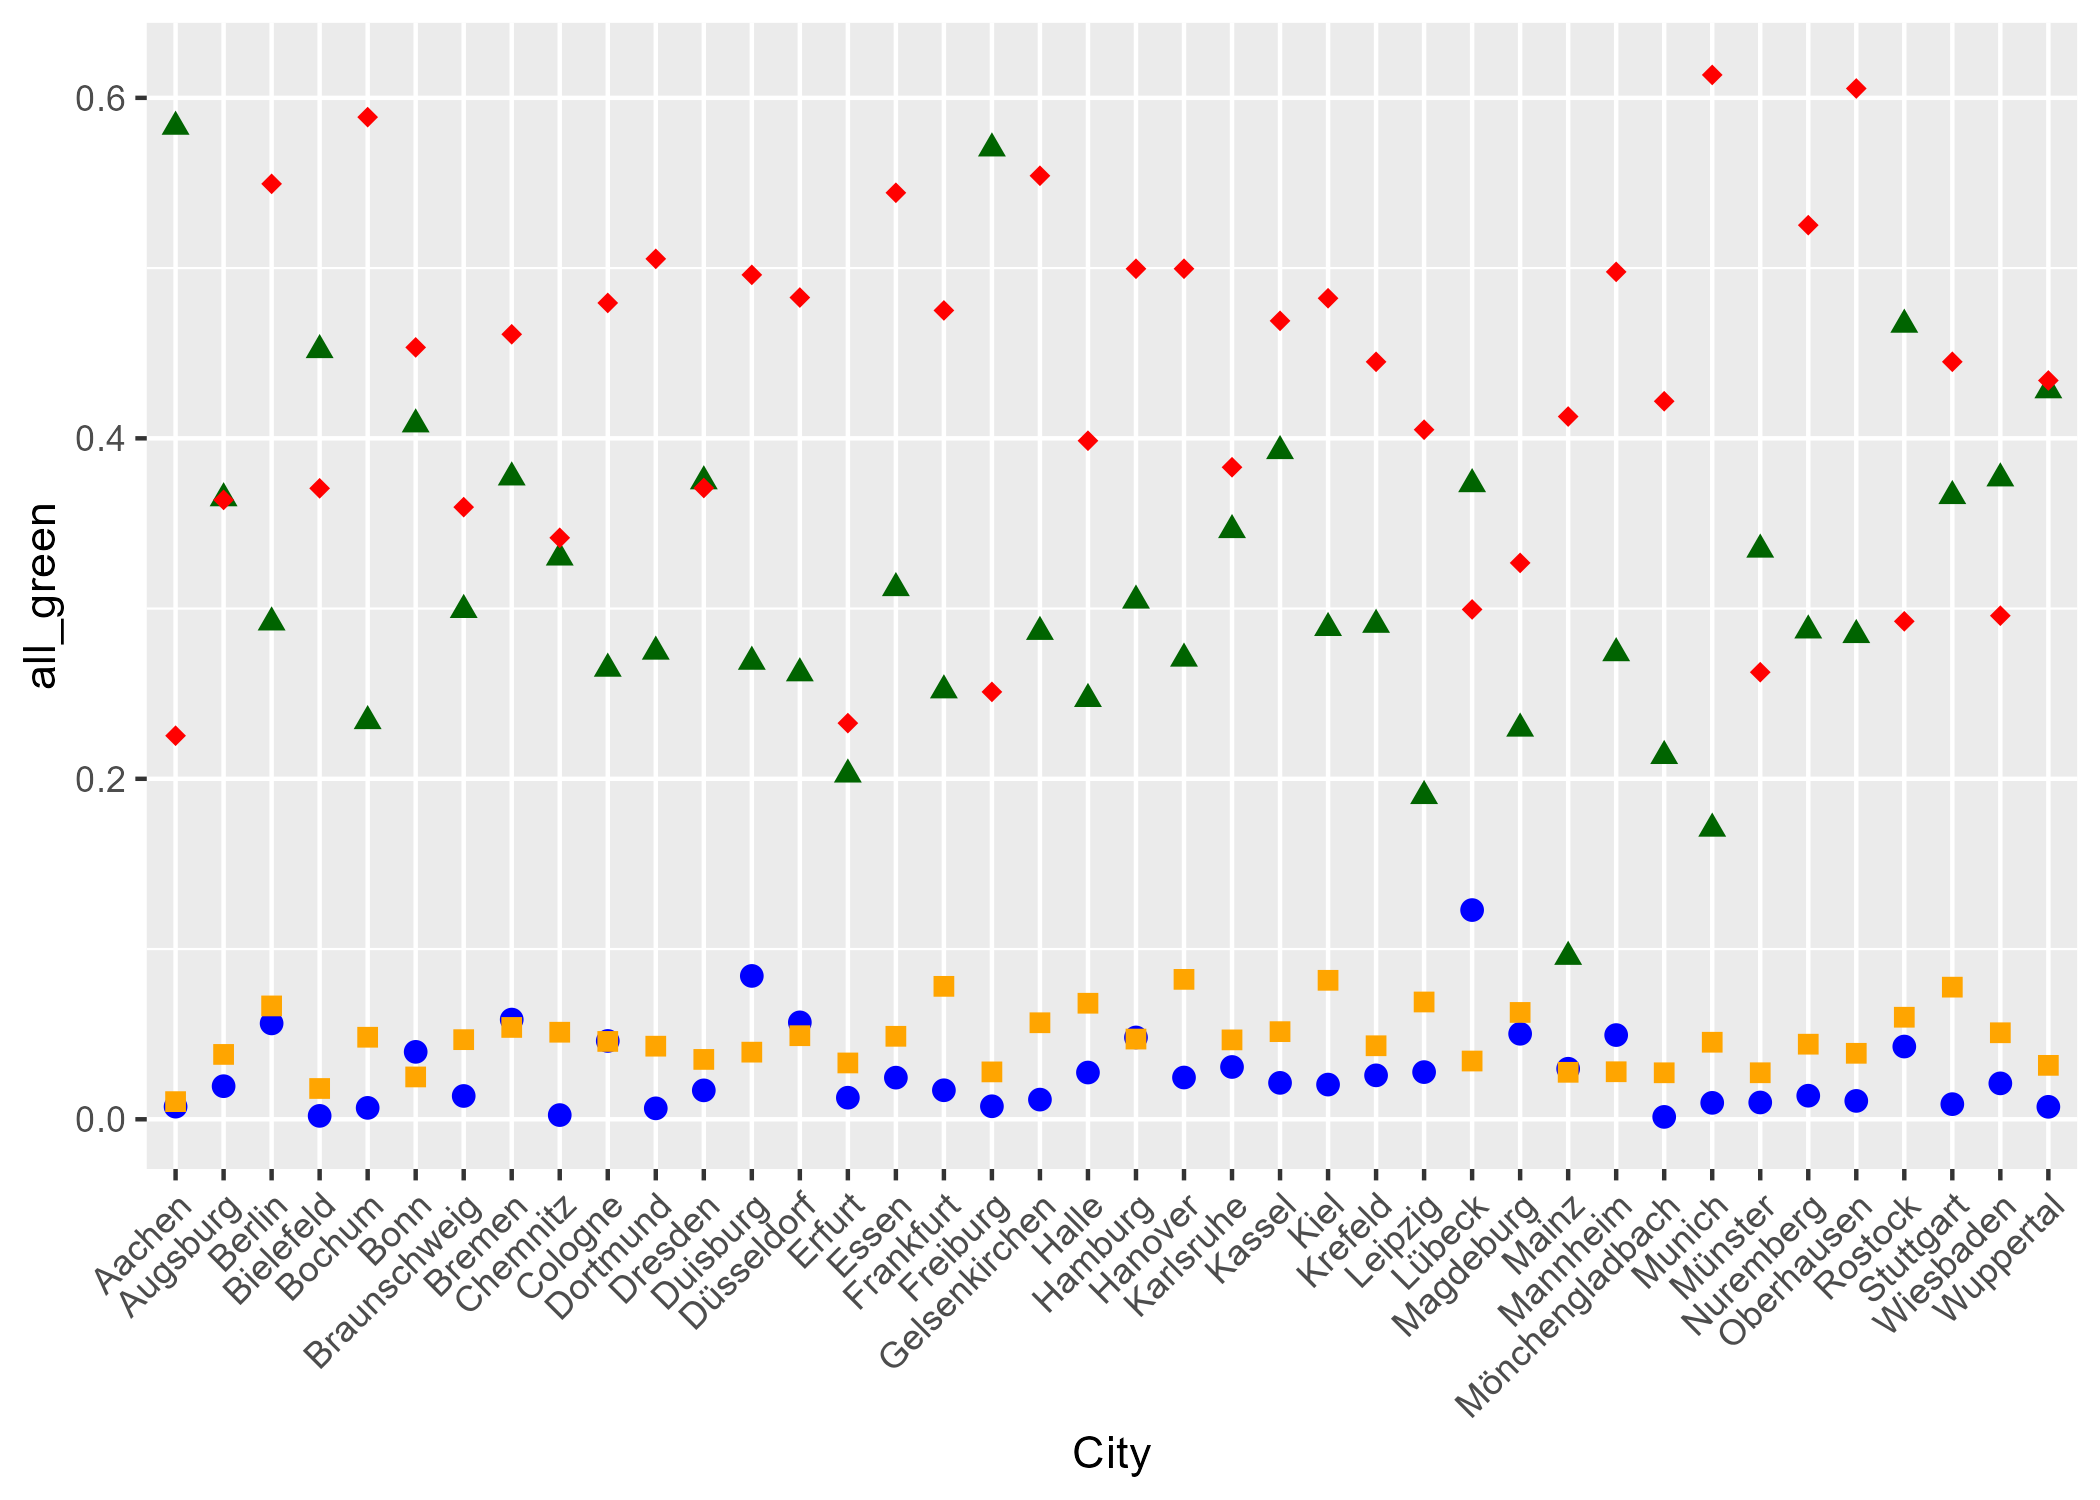 all_green
0.6
0.4
0.2
0.0
Aachen
Augsburg
Berlin
Bielefeld
Bochum
Bonn
Braunschweig
Bremen
Chemnitz
Cologne
Dortmund
Dresden
Duisburg
Düsseldorf
Erfurt
Essen
Frankfurt
Freiburg
Gelsenkirchen
Halle
Hamburg
Hanover
Karlsruhe
Kassel
Kiel
Krefeld
Leipzig
Lübeck
Magdeburg
Mainz
Mannheim
Mönchengladbach
Munich
Münster
Nuremberg
Oberhausen
Rostock
Stuttgart
Wiesbaden
Wuppertal
City